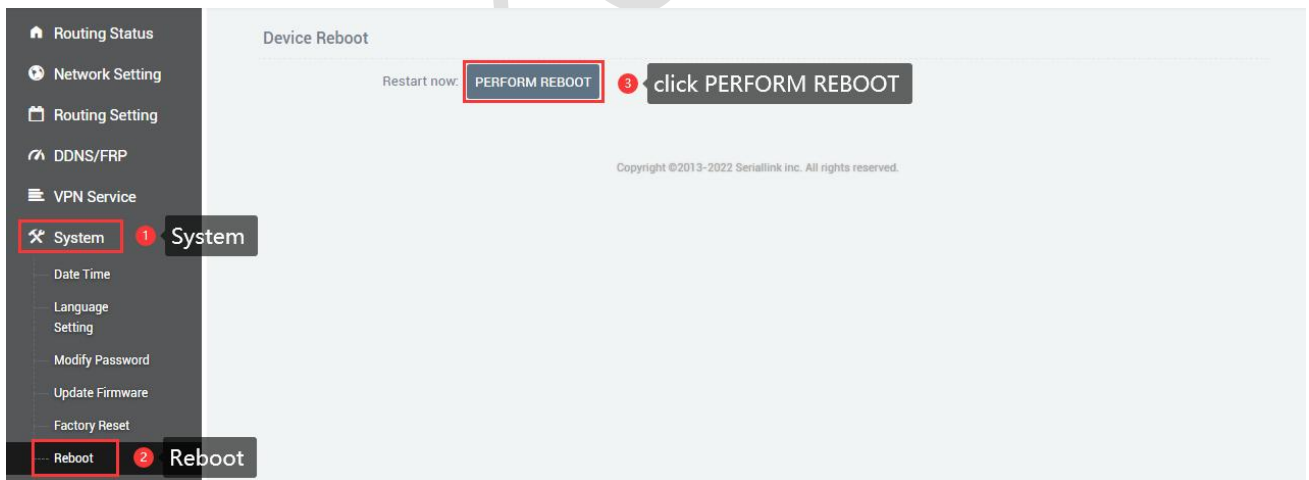 Routing Status
Network Setting
Routing Setting
DDNS/FRP
VPN Service
System
1 System
Date Time
Language
Setting
Modify Password
Update Firmware
Factory Reset
Reboot
2 Reboot
Device Reboot
Restart now: PERFORM REBOOT
3 click PERFORM REBOOT
Copyright ©2013-2022 Seriallink inc. All rights reserved.